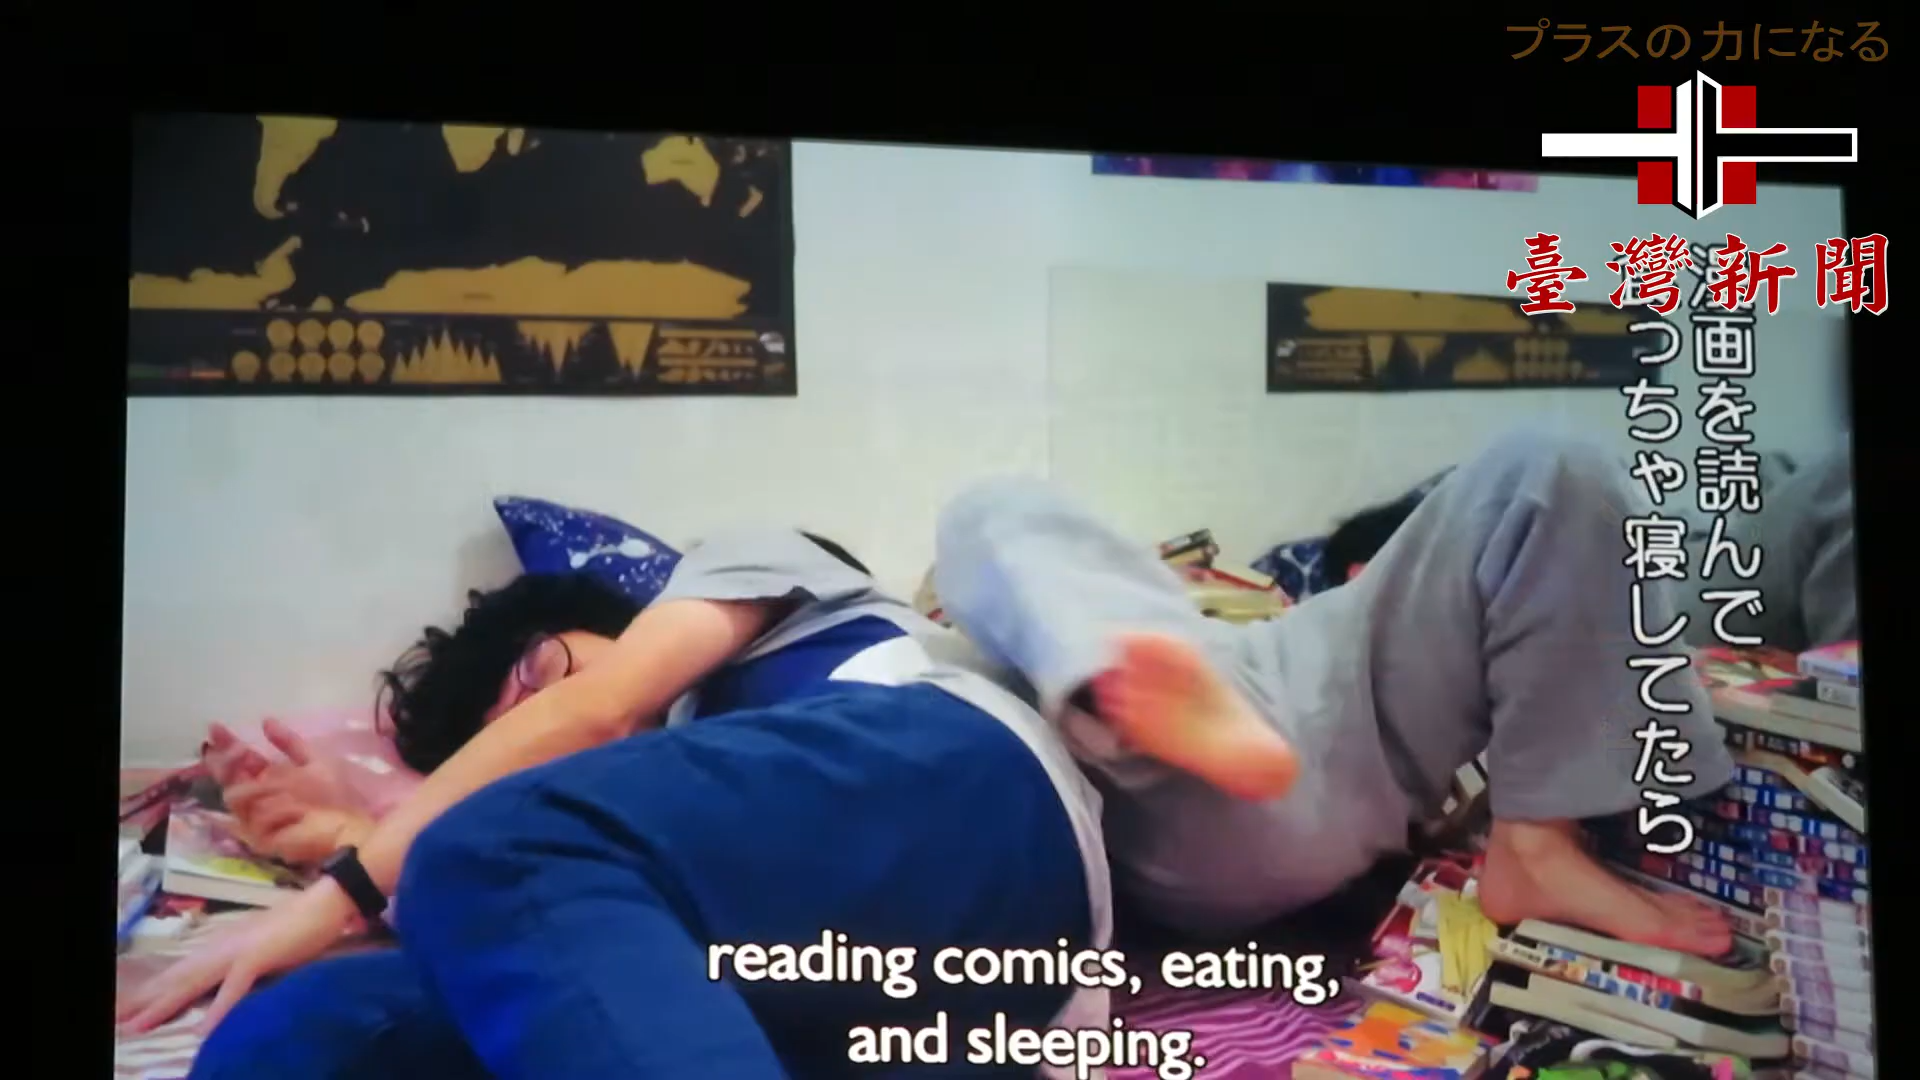 プラスの力になる
臺灣新聞
漫画を読んで
っちゃ寝してたら
reading comics, eating,
and sleeping.